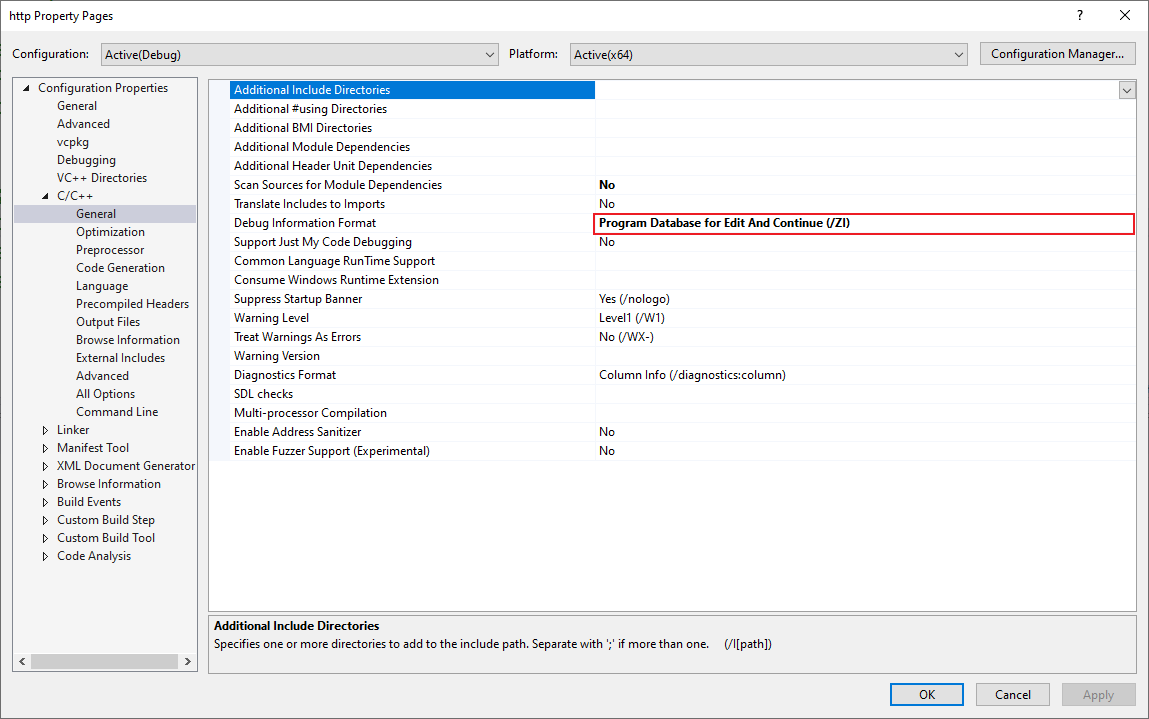 http Property Pages
?
Configuration: Active(Debug) Platform: Active(x64) Configuration Manager...
Configuration Properties
General
Advanced
vcpkg
Debugging
VC++ Directories
C/C++
General
Optimization
Preprocessor
Code Generation
Language
Precompiled Headers
Output Files
Browse Information
External Includes
Advanced
All Options
Command Line
Linker
Manifest Tool
XML Document Generator
Browse Information
Build Events
Custom Build Step
Custom Build Tool
Code Analysis
Additional Include Directories
Additional #using Directories
Additional BMI Directories
Additional Module Dependencies
Additional Header Unit Dependencies
Scan Sources for Module Dependencies No
Translate Includes to Imports No
Debug Information Format Program Database for Edit And Continue (/ZI)
Support Just My Code Debugging No
Common Language RunTime Support
Consume Windows Runtime Extension
Suppress Startup Banner Yes (/nologo)
Warning Level Level1 (/W1)
Treat Warnings As Errors No (/WX-)
Warning Version
Diagnostics Format Column Info (/diagnostics:column)
SDL checks
Multi-processor Compilation
Enable Address Sanitizer No
Enable Fuzzer Support (Experimental) No
Additional Include Directories
Specifies one or more directories to add to the include path. Separate with ';' if more than one. (/I[path])
OK Cancel Apply